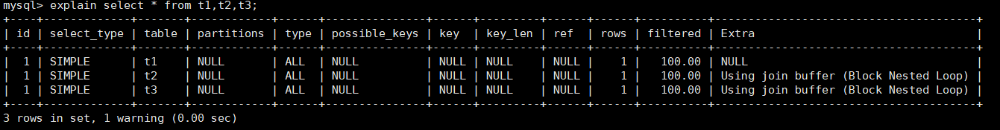 mysql> explain select * from t1,t2,t3;
+----+-------------+-------+------------+------+---------------+------+---------+------+------+----------+---------------------------------------+
| id | select_type | table | partitions | type | possible_keys | key  | key_len | ref  | rows | filtered | Extra                                 |
+----+-------------+-------+------------+------+---------------+------+---------+------+------+----------+---------------------------------------+
|  1 | SIMPLE      | t1    | NULL       | ALL  | NULL          | NULL | NULL    | NULL |    1 |   100.00 | NULL                                  |
|  1 | SIMPLE      | t2    | NULL       | ALL  | NULL          | NULL | NULL    | NULL |    1 |   100.00 | Using join buffer (Block Nested Loop) |
|  1 | SIMPLE      | t3    | NULL       | ALL  | NULL          | NULL | NULL    | NULL |    1 |   100.00 | Using join buffer (Block Nested Loop) |
+----+-------------+-------+------------+------+---------------+------+---------+------+------+----------+---------------------------------------+
3 rows in set, 1 warning (0.00 sec)